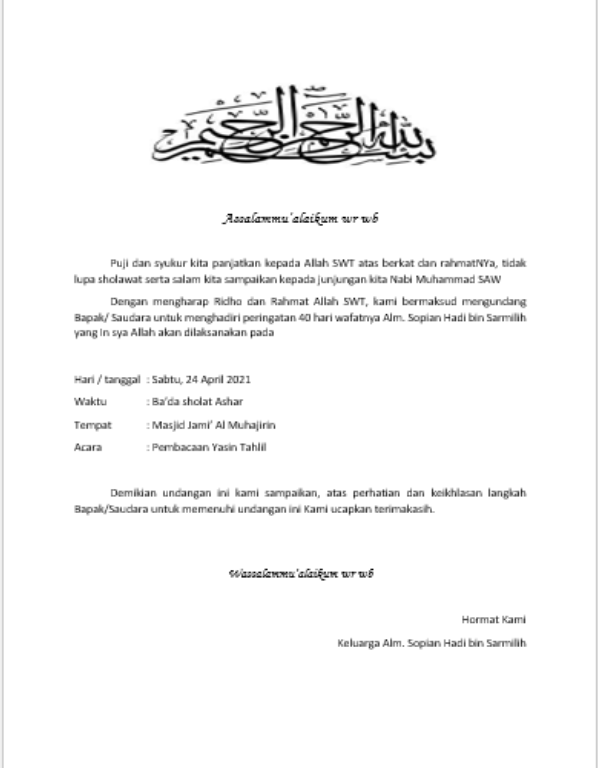 بسم الله الرحمن الرحيم
Assalammu'alaikum wr wb
Puji dan syukur kita panjatkan kepada Allah SWT atas berkat dan rahmatNYa, tidak
lupa sholawat serta salam kita sampaikan kepada junjungan kita Nabi Muhammad SAW
Dengan mengharap Ridho dan Rahmat Allah SWT, kami bermaksud mengundang
Bapak/ Saudara untuk menghadiri peringatan 40 hari wafatnya Alm. Sopian Hadi bin Sarmilih
yang In sya Allah akan dilaksanakan pada
Hari / tanggal : Sabtu, 24 April 2021
Waktu : Ba'da sholat Ashar
Tempat : Masjid Jami' Al Muhajirin
Acara : Pembacaan Yasin Tahlil
Demikian undangan ini kami sampaikan, atas perhatian dan keikhlasan langkah
Bapak/Saudara untuk memenuhi undangan ini Kami ucapkan terimakasih.
Wassalammu'alaikum wr wb
Hormat Kami
Keluarga Alm. Sopian Hadi bin Sarmilih